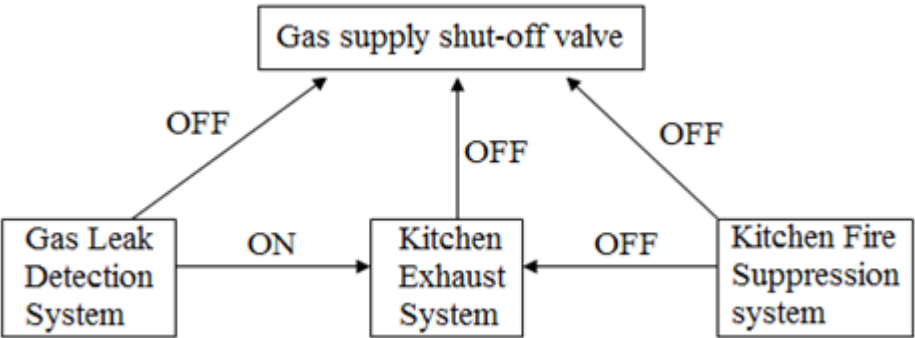 Gas supply shut-off valve
OFF
OFF
OFF
Gas Leak
Detection
System
ON
Kitchen
Exhaust
System
OFF
Kitchen Fire
Suppression
system